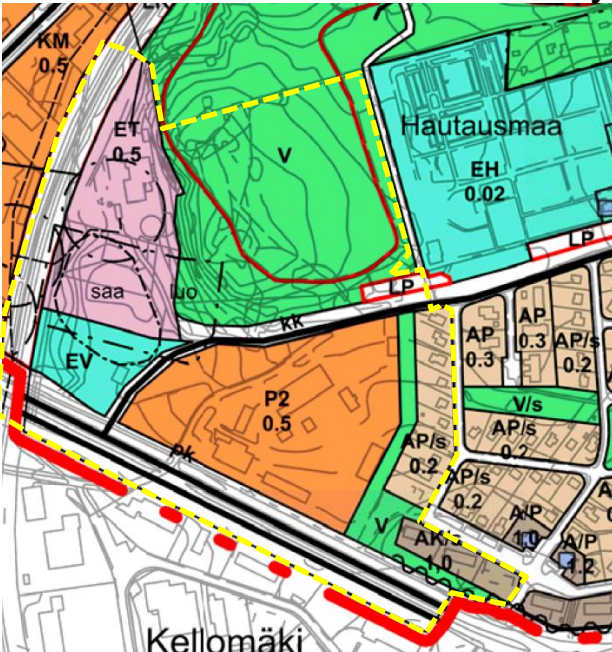 KM
0.5
ET
0.5
V
Hautausmaa
EH
0.02
LP
LP
saa
luo
kk
EV
P2
0.5
pk
AP
0.3
AP
0.3
AP/s
0.2
V/s
AP/s
0.2
AP/s
0.2
AP/s
0.2
V
A/P
1.0
A/P
1.2
1.0
Kellomäki